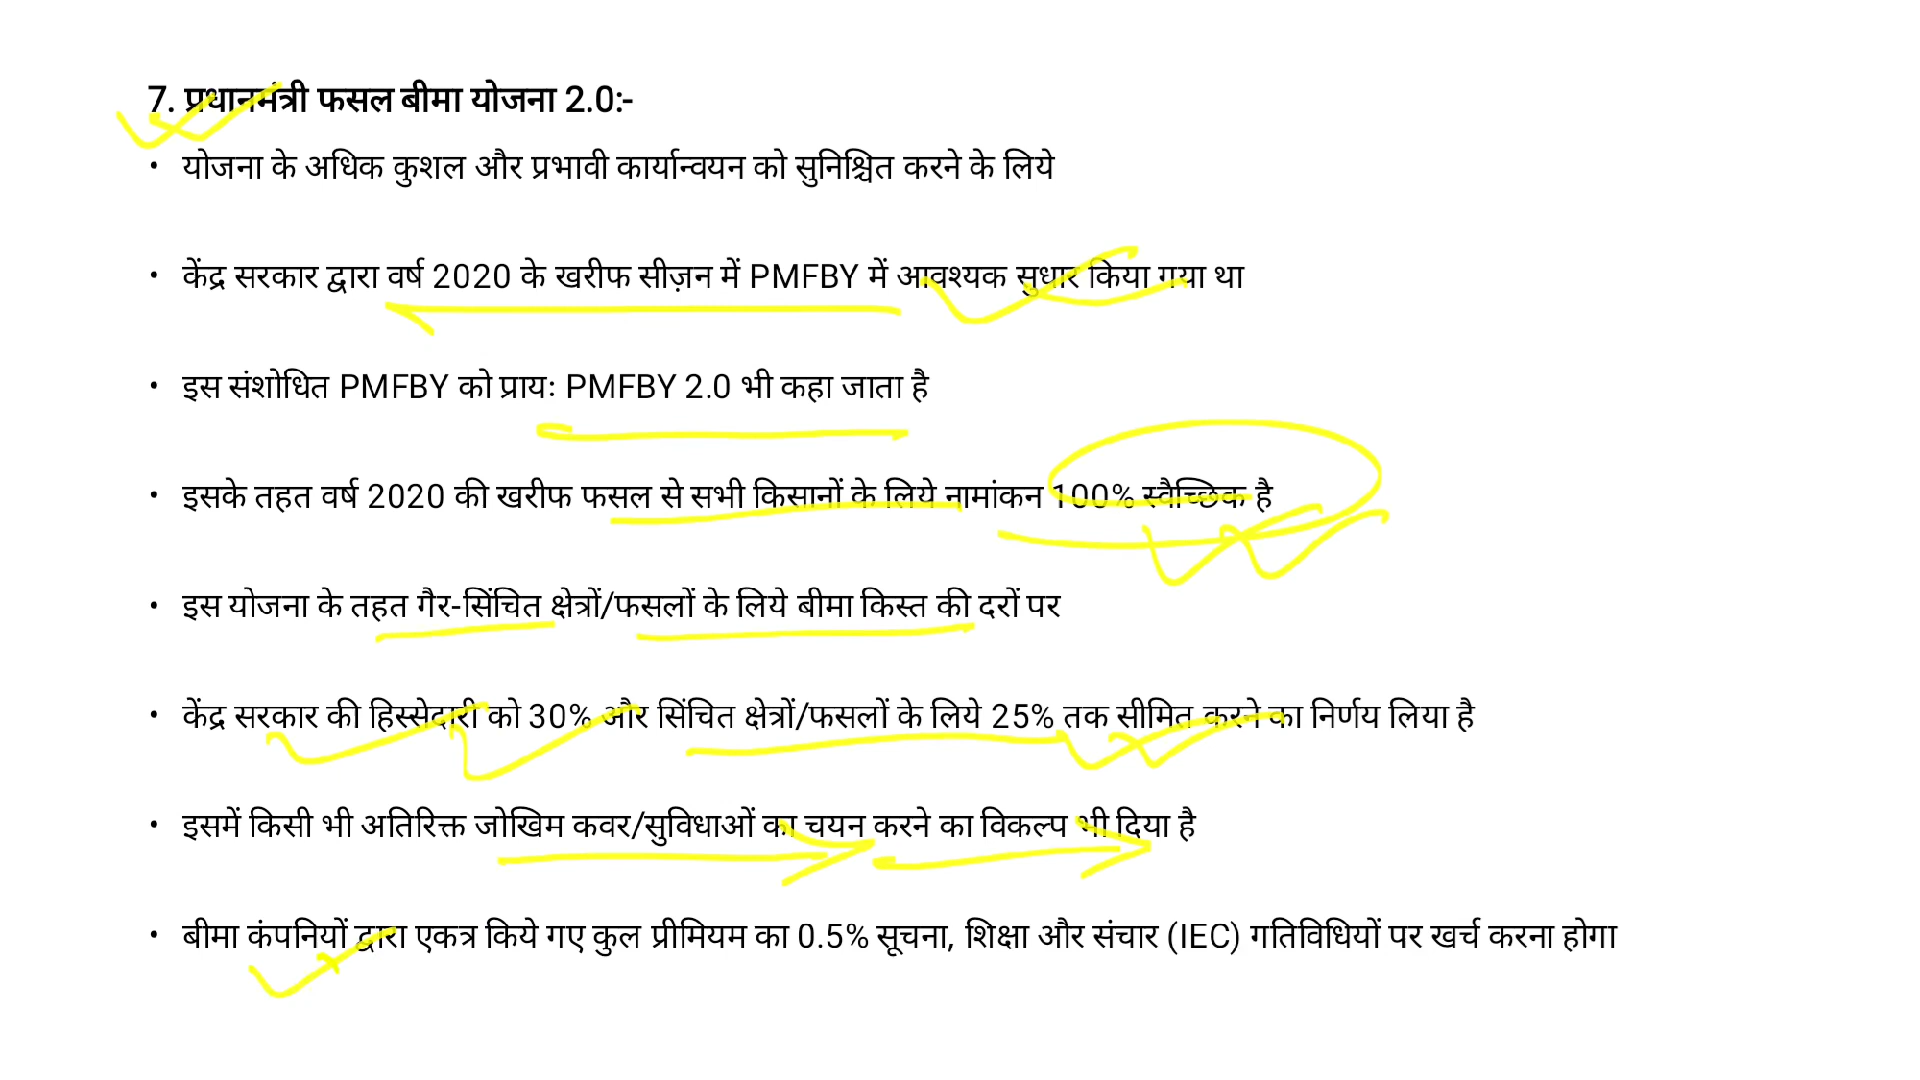 7. प्रधानमंत्री फसल बीमा योजना 2.0:-
• योजना के अधिक कुशल और प्रभावी कार्यान्वयन को सुनिश्चित करने के लिये
• केंद्र सरकार द्वारा वर्ष 2020 के खरीफ सीज़न में PMFBY में आवश्यक सुधार किया गया था
• इस संशोधित PMFBY को प्रायः PMFBY 2.0 भी कहा जाता है
• इसके तहत वर्ष 2020 की खरीफ फसल से सभी किसानों के लिये नामांकन 100% स्वैच्छिक है
• इस योजना के तहत गैर-सिंचित क्षेत्रों/फसलों के लिये बीमा किस्त की दरों पर
• केंद्र सरकार की हिस्सेदारी को 30% और सिंचित क्षेत्रों/फसलों के लिये 25% तक सीमित करने का निर्णय लिया है
• इसमें किसी भी अतिरिक्त जोखिम कवर/सुविधाओं का चयन करने का विकल्प भी दिया है
• बीमा कंपनियों द्वारा एकत्र किये गए कुल प्रीमियम का 0.5% सूचना, शिक्षा और संचार (IEC) गतिविधियों पर खर्च करना होगा